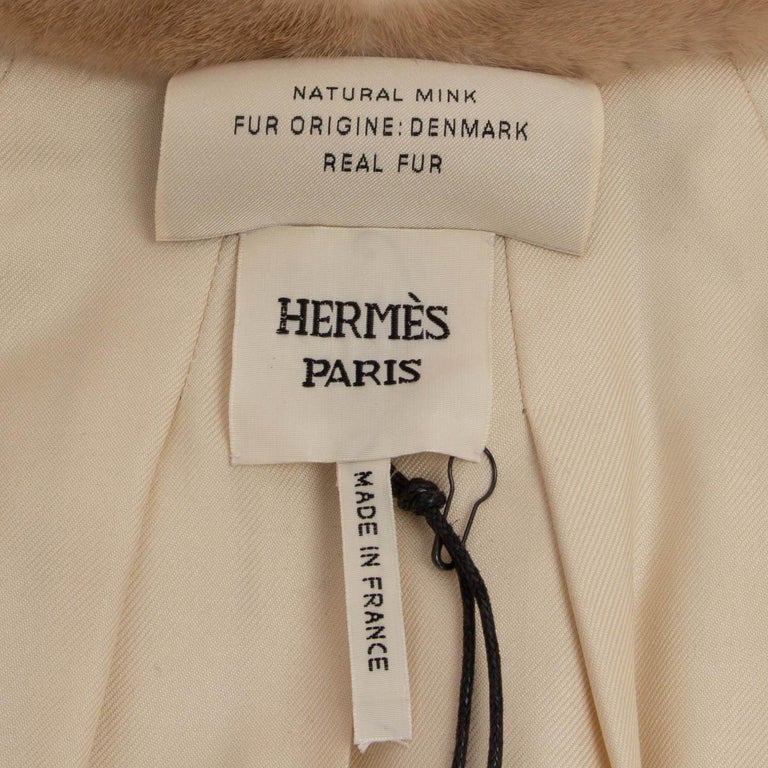 NATURAL MINK
FUR ORIGINE: DENMARK
REAL FUR
HERMÈS
PARIS
MADE IN FRANCE